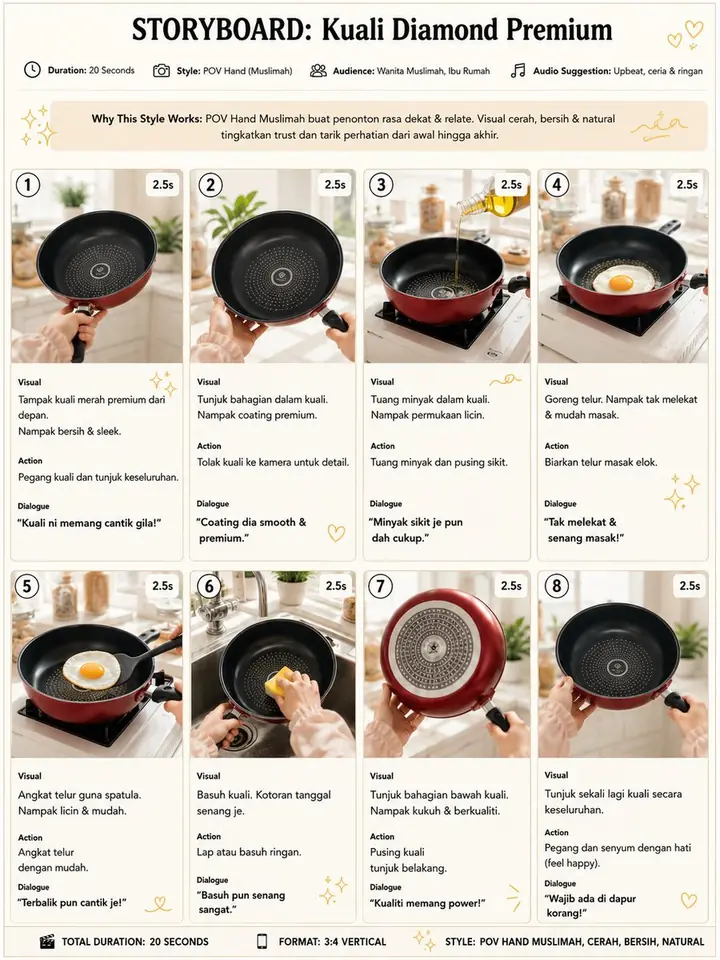 STORYBOARD: Kuali Diamond Premium
Duration: 20 Seconds
Style: POV Hand (Muslimah)
Audience: Wanita Muslimah, Ibu Rumah
Audio Suggestion: Upbeat, ceria & ringan
Why This Style Works: POV Hand Muslimah buat penonton rasa dekat & relate. Visual cerah, bersih & natural
tingkatkan trust dan tarik perhatian dari awal hingga akhir.
1
2.5s
Visual
Tampak kuali merah premium dari
depan.
Nampak bersih & sleek.
Action
Pegang kuali dan tunjuk keseluruhan.
Dialogue
"Kuali ni memang cantik gila!"
2
2.5s
Visual
Tunjuk bahagian dalam kuali.
Nampak coating premium.
Action
Tolak kuali ke kamera untuk detail.
Dialogue
"Coating dia smooth &
premium."
3
2.5s
Visual
Tuang minyak dalam kuali.
Nampak permukaan licin.
Action
Tuang minyak dan pusing sikit.
Dialogue
"Minyak sikit je pun
dah cukup."
4
2.5s
Visual
Goreng telur. Nampak tak melekat
& mudah masak.
Action
Biarkan telur masak elok.
Dialogue
"Tak melekat &
senang masak!"
5
2.5s
Visual
Angkat telur guna spatula.
Nampak licin & mudah.
Action
Angkat telur
dengan mudah.
Dialogue
"Terbalik pun cantik je!"
6
2.5s
Visual
Basuh kuali. Kotoran tanggal
senang je.
Action
Lap atau basuh ringan.
Dialogue
"Basuh pun senang
sangat."
7
2.5s
Visual
Tunjuk bahagian bawah kuali.
Nampak kukuh & berkualiti.
Action
Pusing kuali
tunjuk belakang.
Dialogue
"Kualiti memang power!"
8
2.5s
Visual
Tunjuk sekali lagi kuali secara
keseluruhan.
Action
Pegang dan senyum dengan hati
(feel happy).
Dialogue
"Wajib ada di dapur
korang!"
TOTAL DURATION: 20 SECONDS
FORMAT: 3:4 VERTICAL
STYLE: POV HAND MUSLIMAH, CERAH, BERSIH, NATURAL